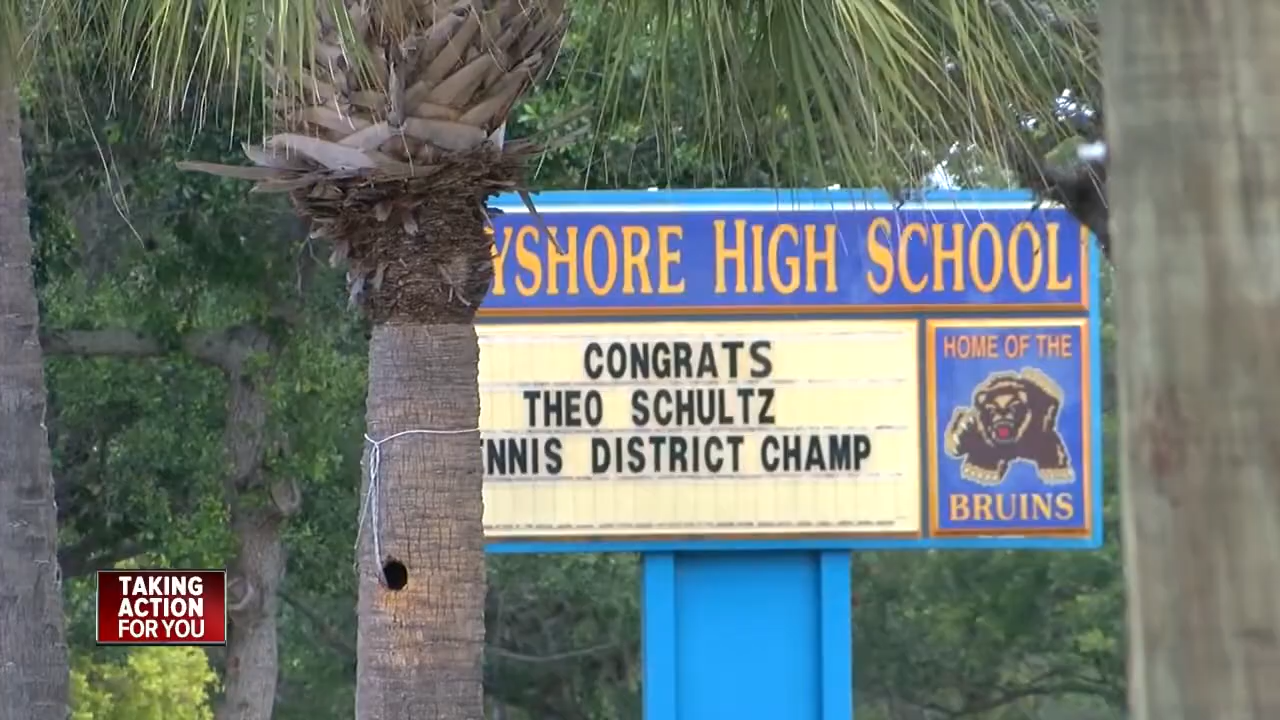 YSHORE HIGH SCHOOL
CONGRATS
THEO SCHULTZ
NNIS DISTRICT CHAMP
HOME OF THE
BRUINS
TAKING
ACTION
FOR YOU